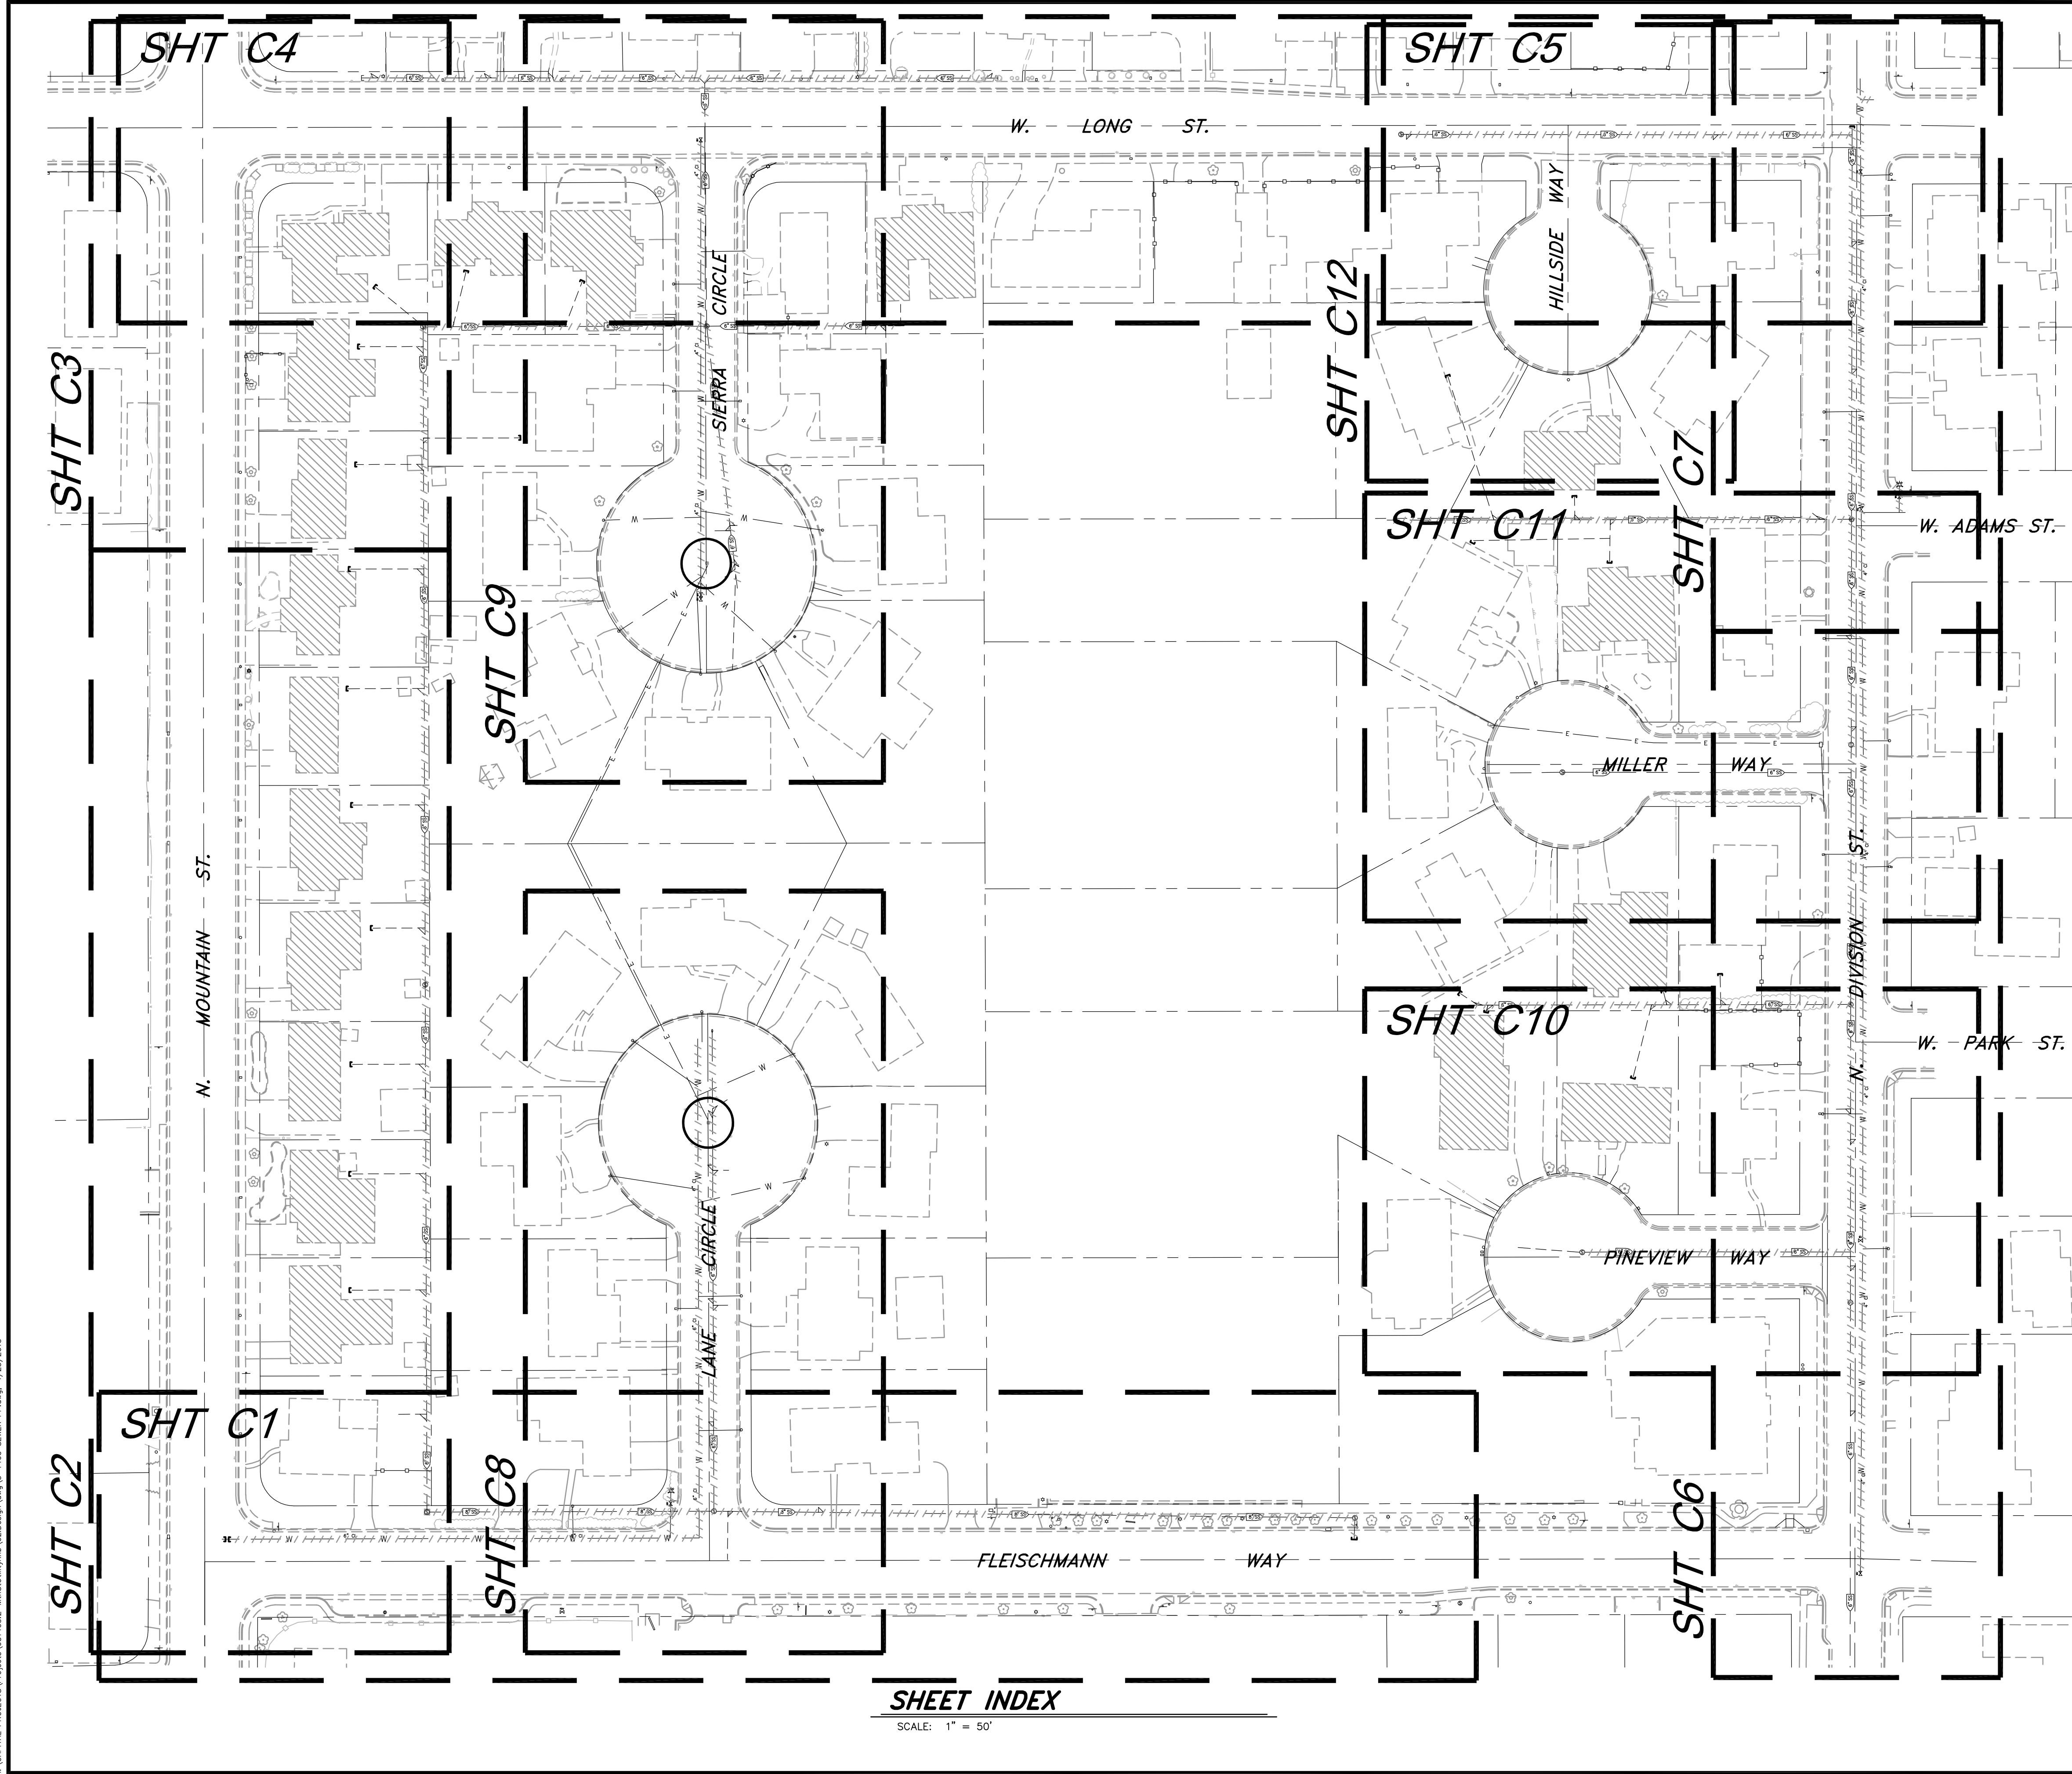 SHT C4
SHT C5
W. LONG ST.
HILLSIDE WAY
SIERRA CIRCLE
SHT C12
SHT C3
SHT C7
SHT C11
W. ADAMS ST.
SHT C9
MILLER WAY
N. MOUNTAIN ST.
N. DIVISION ST.
SHT C10
W. PARK ST.
PINEVIEW WAY
LANE CIRCLE
SHT C1
SHT C2
SHT C8
SHT C6
FLEISCHMANN WAY
SHEET INDEX
SCALE: 1" = 50'